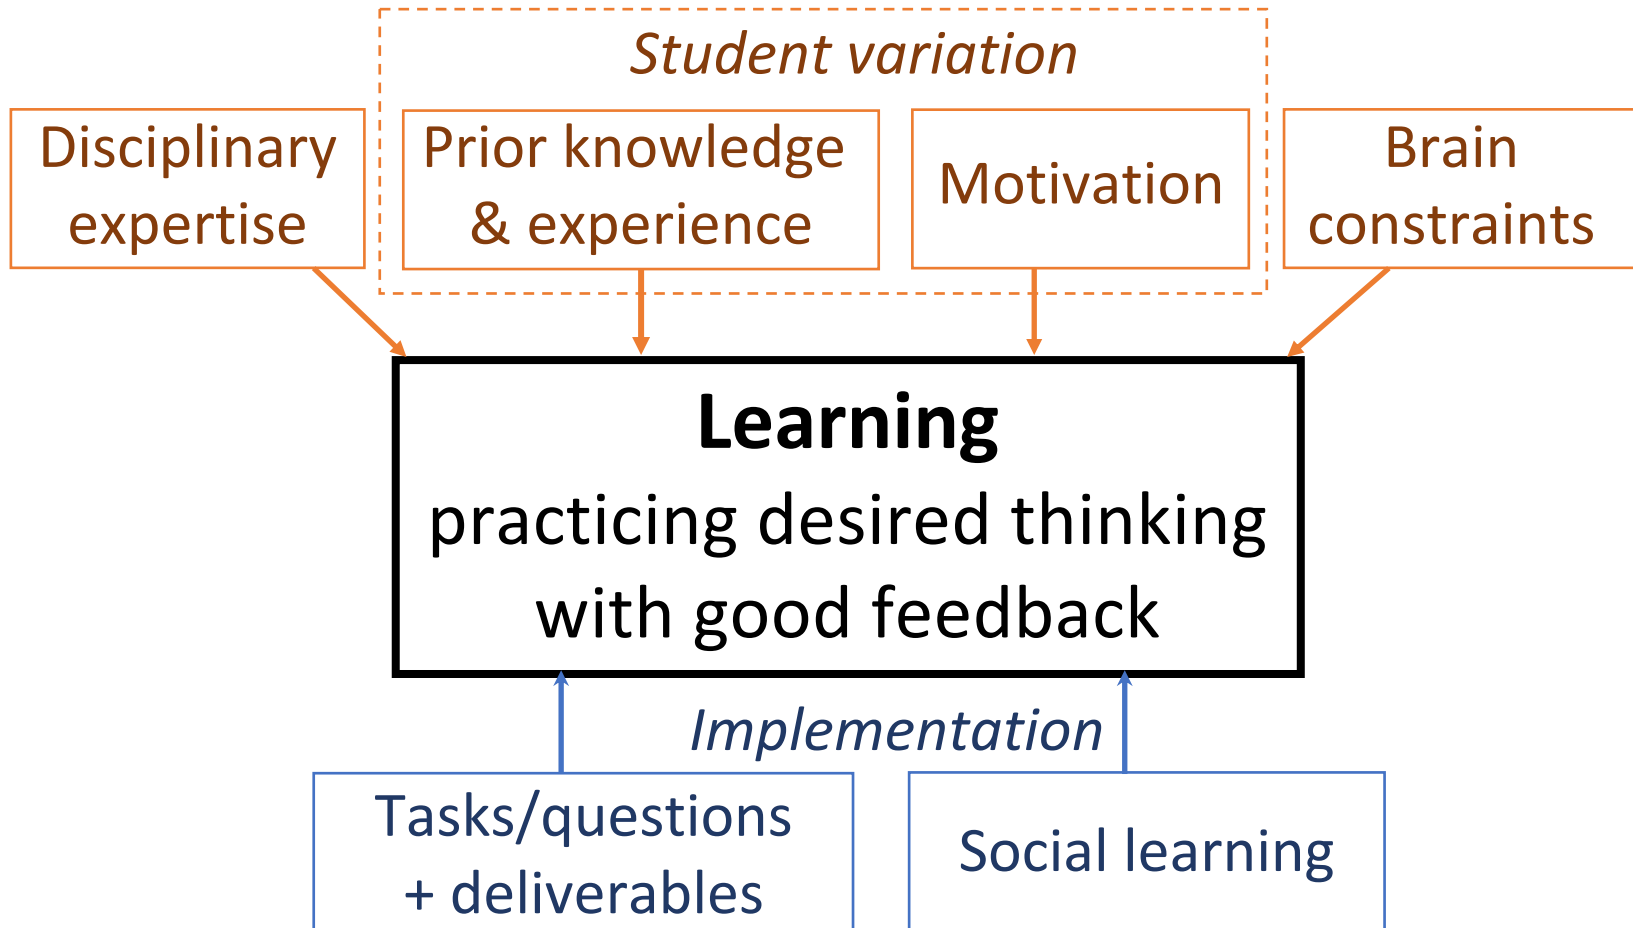 Student variation
Disciplinary
expertise
Prior knowledge
& experience
Motivation
Brain
constraints
Learning
practicing desired thinking
with good feedback
Implementation
Tasks/questions
+ deliverables
Social learning